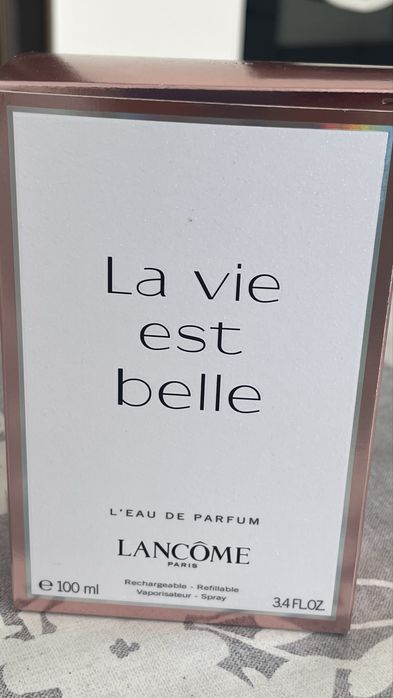 La vie
est
belle
L'EAU DE PARFUM
LANCÔME
PARIS
Rechargeable - Refillable
Vaporisateur - Spray
℮ 100 ml
3.4 FL.OZ.